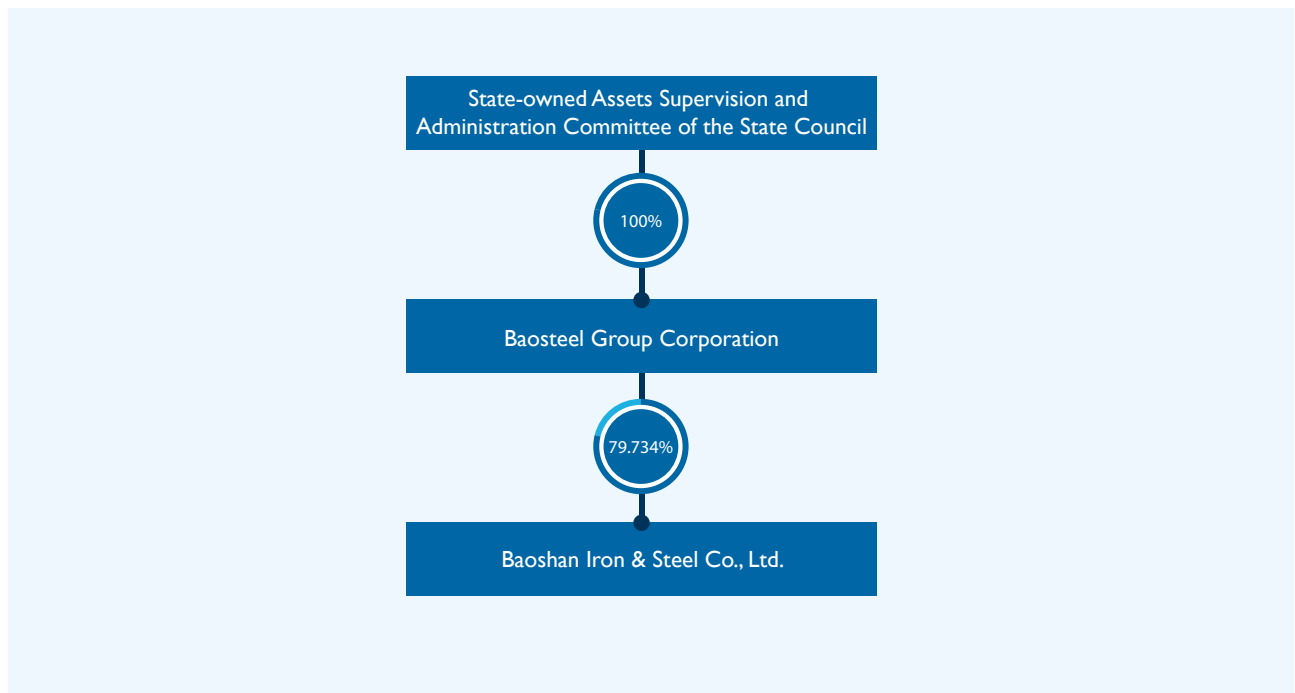 State-owned Assets Supervision and
Administration Committee of the State Council
100%
Baosteel Group Corporation
79.734%
Baoshan Iron & Steel Co., Ltd.